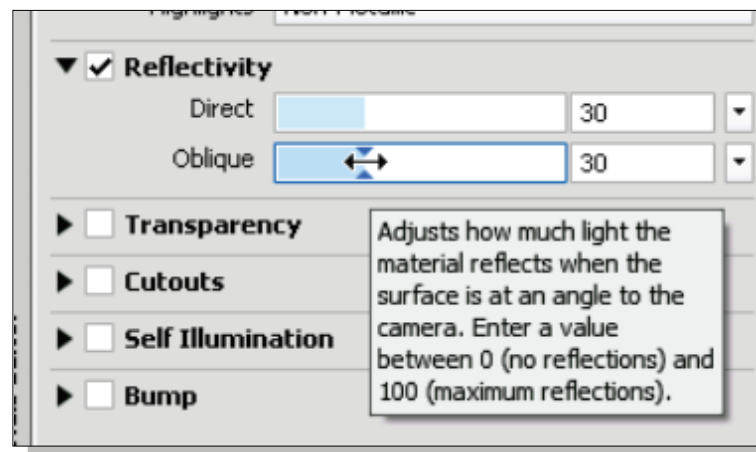 Reflectivity
Direct 30
Oblique 30
Transparency
Adjusts how much light the
material reflects when the
surface is at an angle to the
camera. Enter a value
between 0 (no reflections) and
100 (maximum reflections).
Cutouts
Self Illumination
Bump